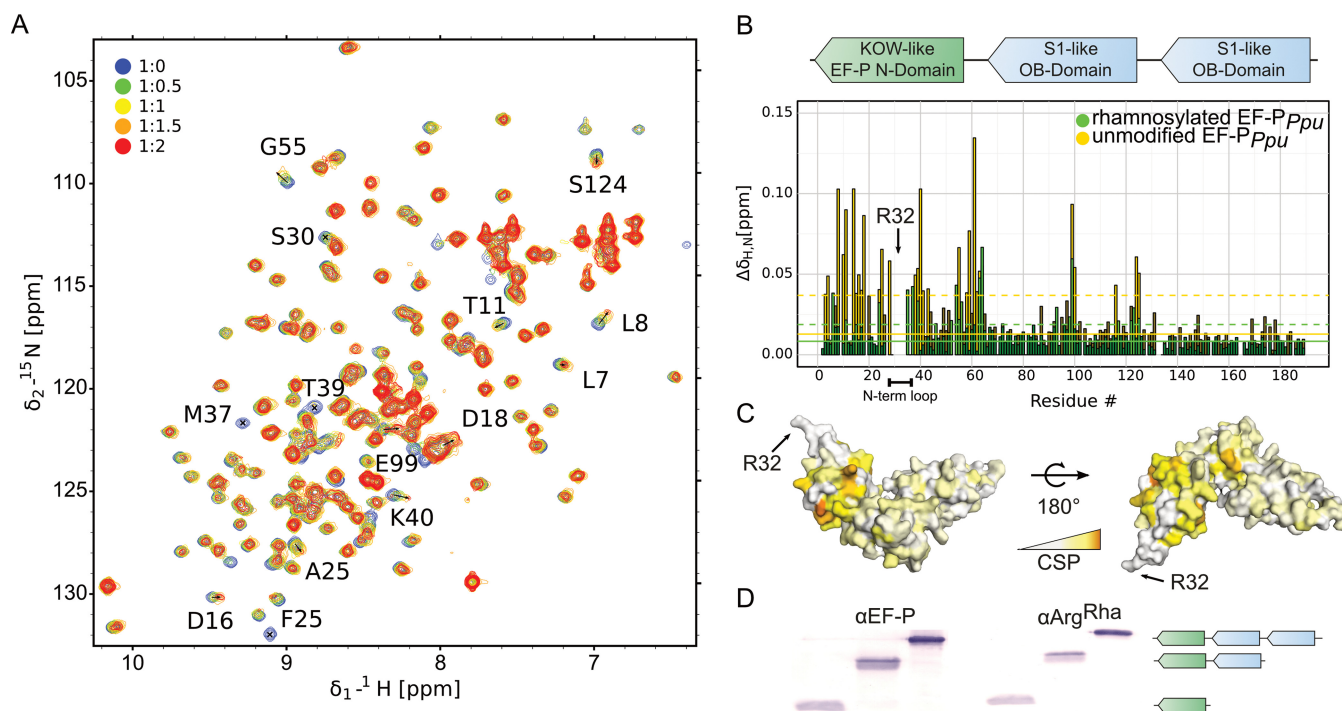 A
1:0
1:0.5
1:1
1:1.5
1:2
G55
S124
S30
T11
L8
L7
T39
M37
D18
E99
K40
A25
D16
F25
105
110
115
120
125
130
δ2-15N [ppm]
10
9
8
7
δ1-1H [ppm]
B
KOW-like
EF-P N-Domain
S1-like
OB-Domain
S1-like
OB-Domain
0.15
0.10
0.05
0.00
ΔδH,N[ppm]
rhamnosylated EF-PPpu
unmodified EF-PPpu
R32
0
20
40
60
80
100
120
140
160
180
N-term loop
Residue #
C
R32
180°
CSP
R32
D
αEF-P
αArgRha